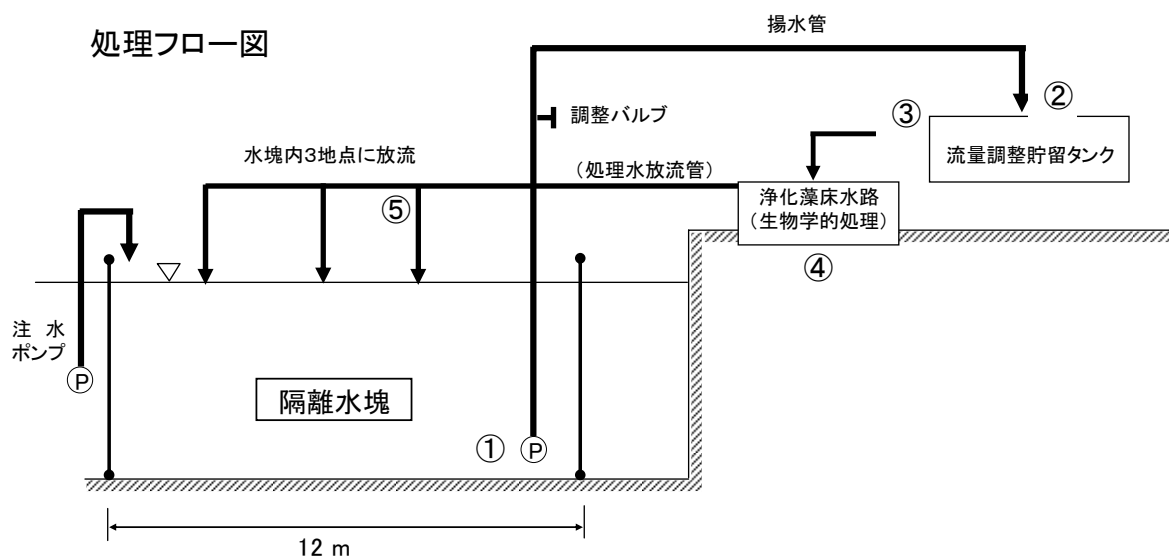 処理フロー図
揚水管
調整バルブ
②
③
流量調整貯留タンク
水塊内3地点に放流
(処理水放流管)
浄化藻床水路
(生物学的処理)
⑤
④
注 水
ポンプ
P
隔離水塊
①
P
12 m